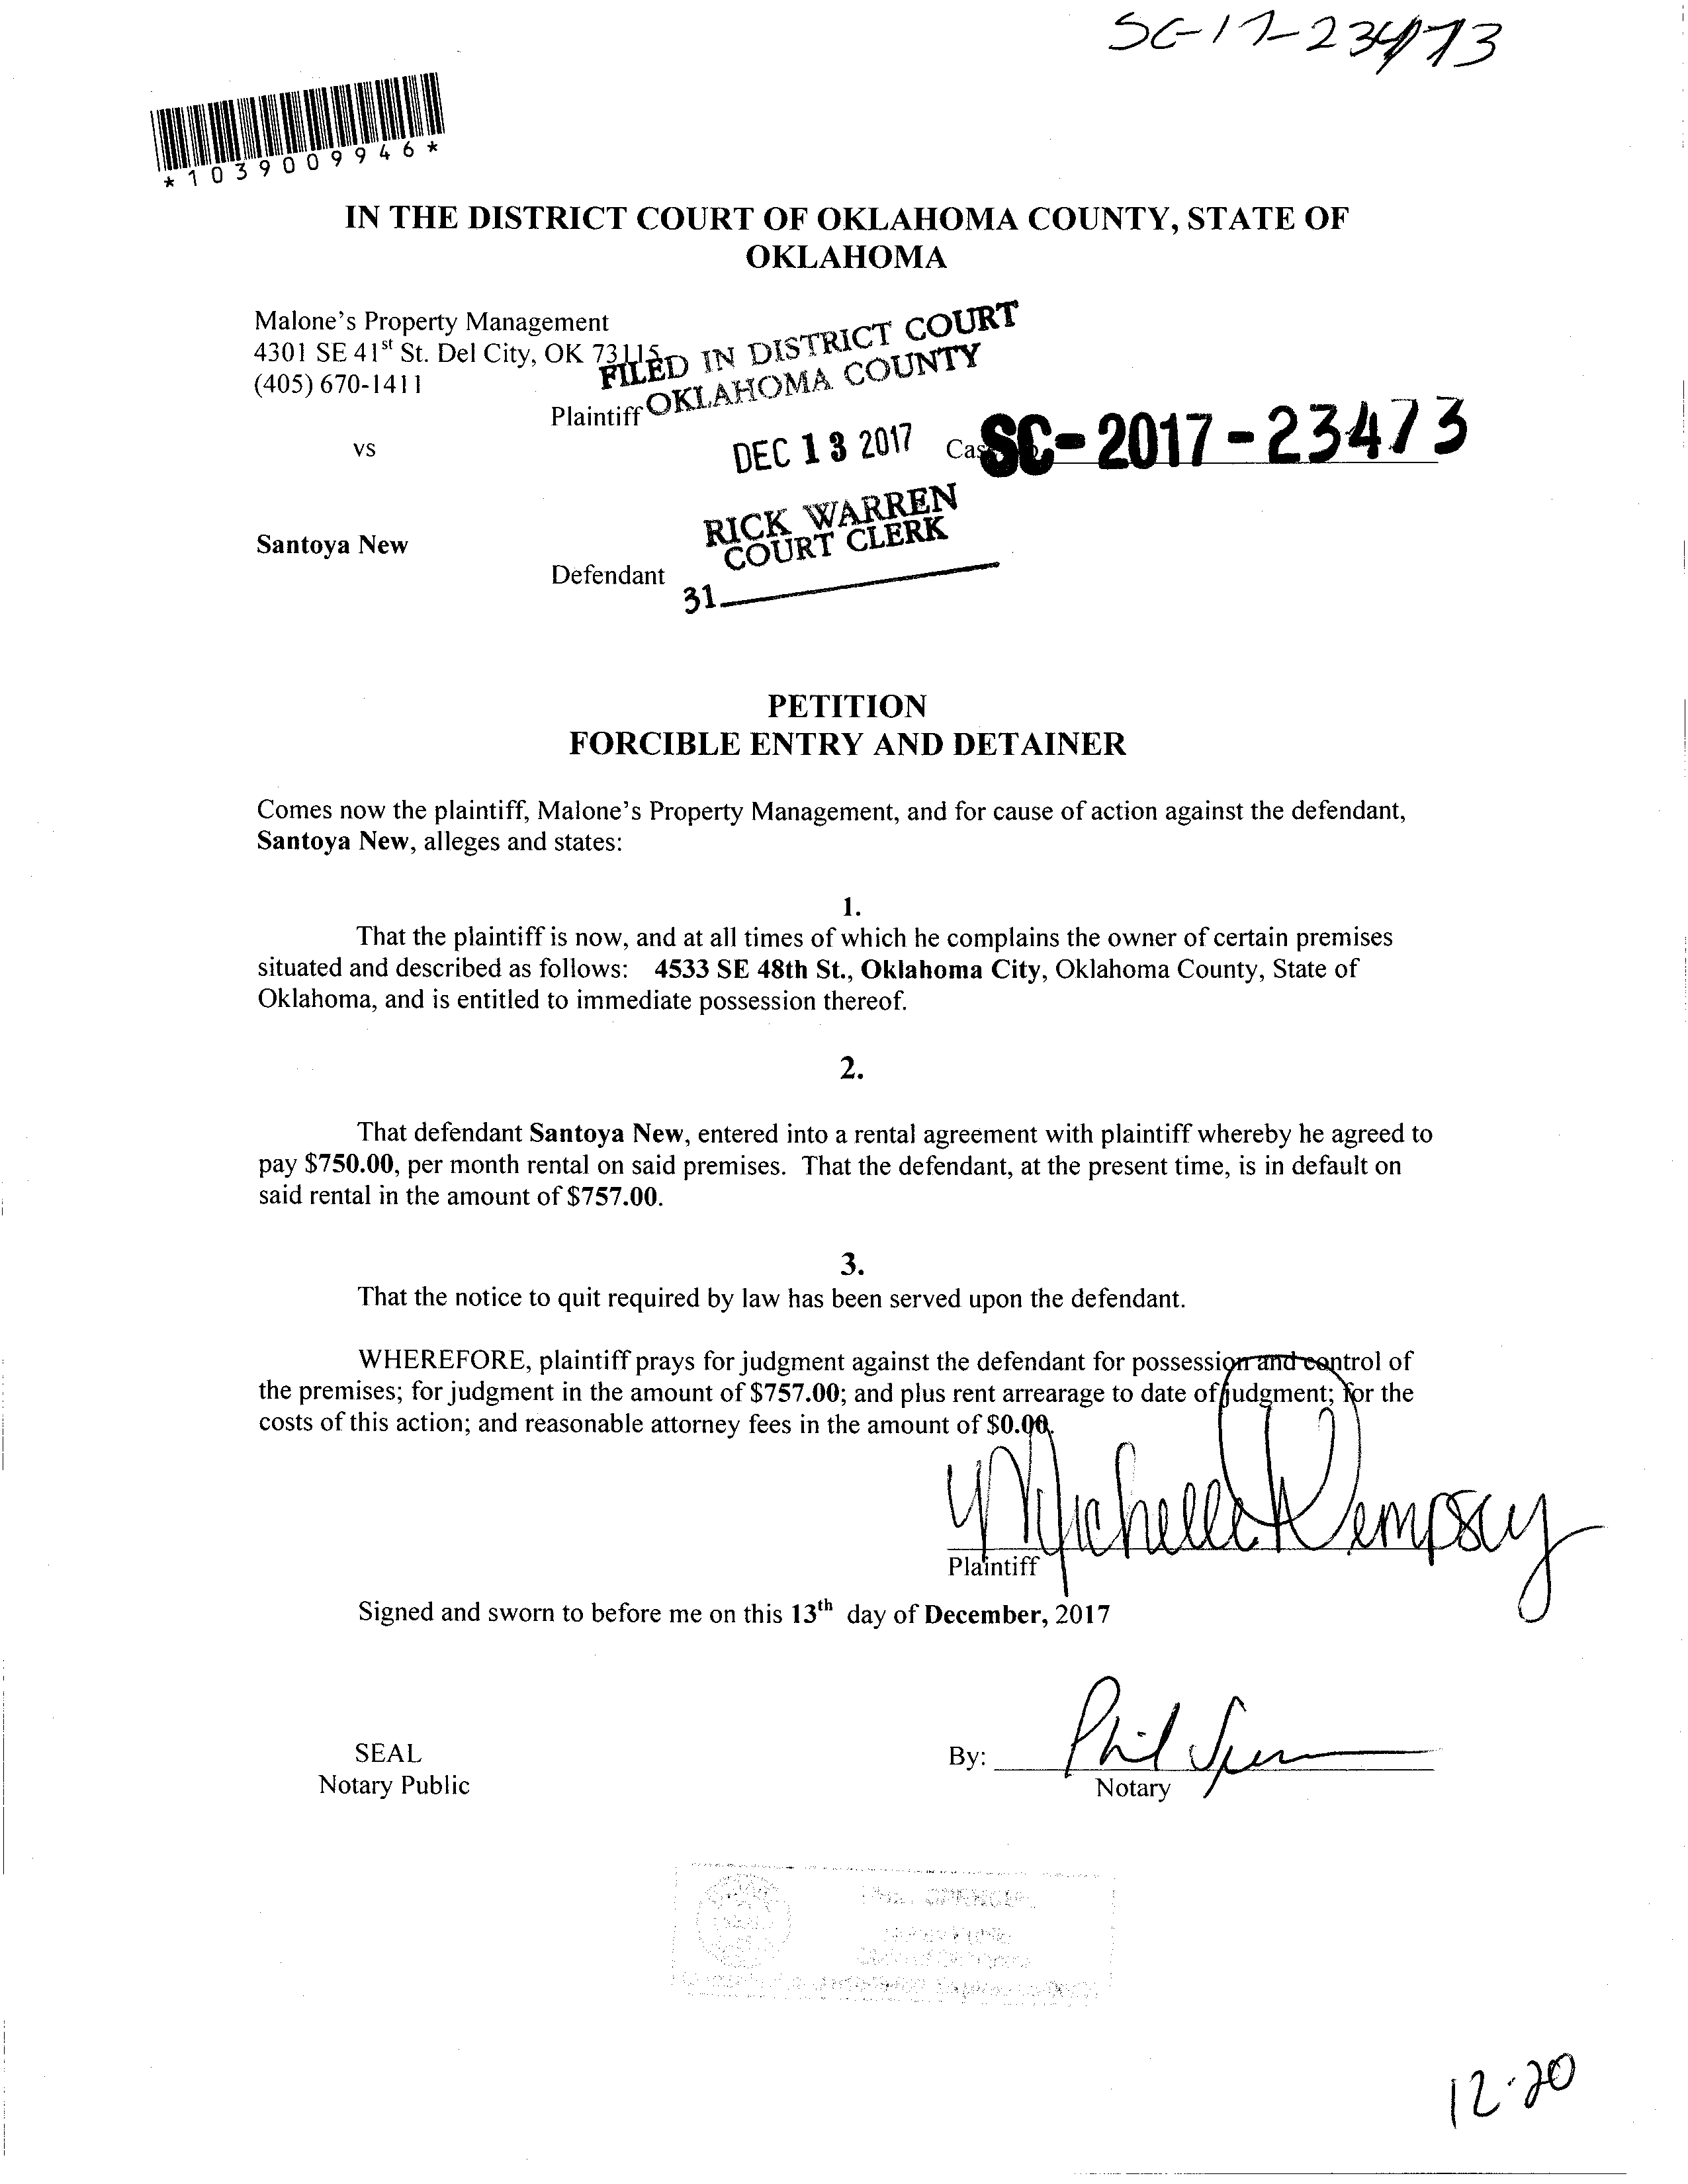 SC-17-23473
*1039009946*
IN THE DISTRICT COURT OF OKLAHOMA COUNTY, STATE OF
OKLAHOMA
Malone's Property Management
4301 SE 41st St. Del City, OK 73115
(405) 670-1411
Plaintiff
FILED IN DISTRICT COURT
OKLAHOMA COUNTY
vs
DEC 13 2017
Cas
SC-2017-23473
RICK WARREN
COURT CLERK
Santoya New
Defendant
31
PETITION
FORCIBLE ENTRY AND DETAINER
Comes now the plaintiff, Malone's Property Management, and for cause of action against the defendant,
Santoya New, alleges and states:
1.
That the plaintiff is now, and at all times of which he complains the owner of certain premises
situated and described as follows: 4533 SE 48th St., Oklahoma City, Oklahoma County, State of
Oklahoma, and is entitled to immediate possession thereof.
2.
That defendant Santoya New, entered into a rental agreement with plaintiff whereby he agreed to
pay $750.00, per month rental on said premises. That the defendant, at the present time, is in default on
said rental in the amount of $757.00.
3.
That the notice to quit required by law has been served upon the defendant.
WHEREFORE, plaintiff prays for judgment against the defendant for possession and control of
the premises; for judgment in the amount of $757.00; and plus rent arrearage to date of judgment; for the
costs of this action; and reasonable attorney fees in the amount of $0.00.
Michelle Dempsey
Plaintiff
Signed and sworn to before me on this 13th day of December, 2017
SEAL
Notary Public
By: Phil
Notary
Notary Public
12-20